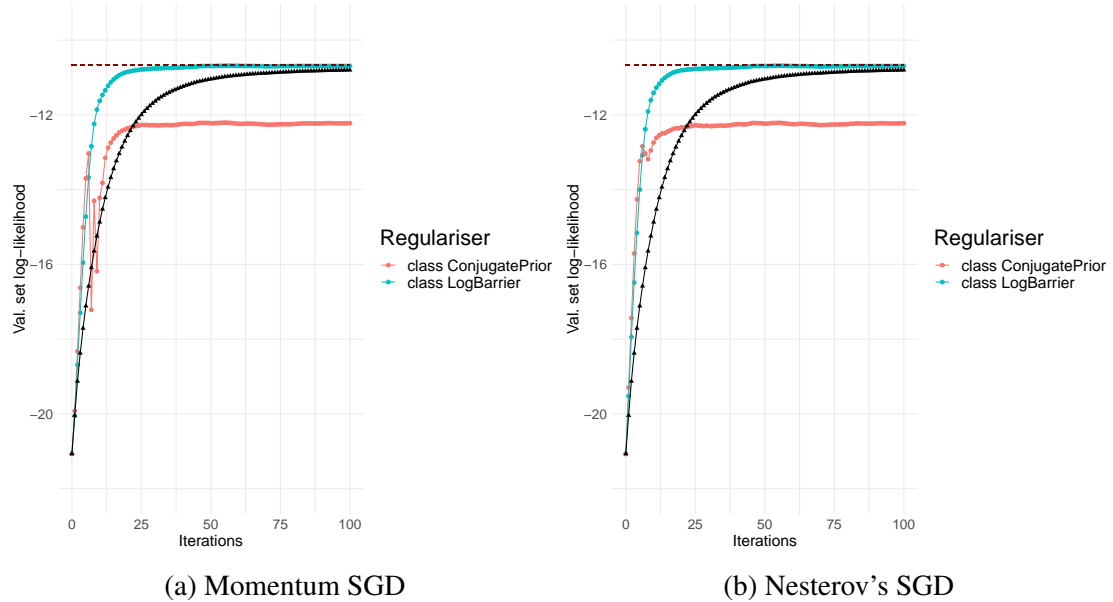 Val. set log−likelihood
−12
−16
−20
0 25 50 75 100
Iterations
Regulariser
class ConjugatePrior
class LogBarrier
(a) Momentum SGD
Val. set log−likelihood
−12
−16
−20
0 25 50 75 100
Iterations
Regulariser
class ConjugatePrior
class LogBarrier
(b) Nesterov's SGD